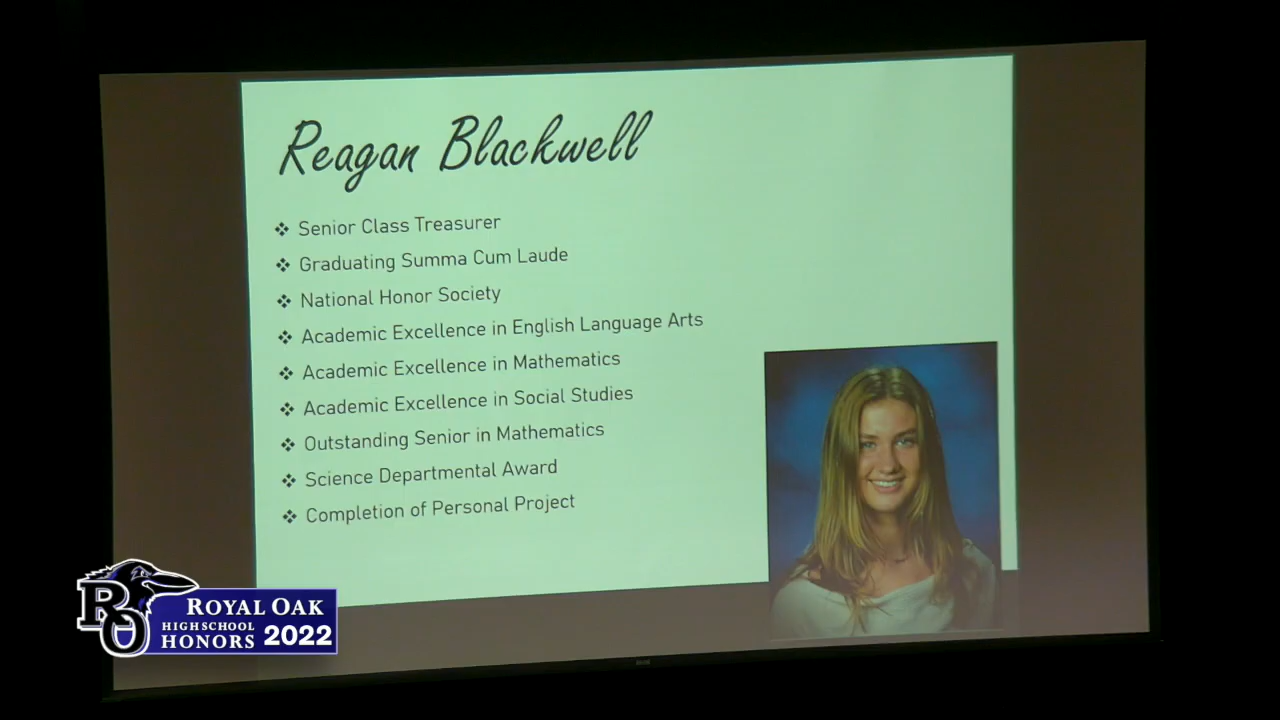 Reagan Blackwell
❖ Senior Class Treasurer
❖ Graduating Summa Cum Laude
❖ National Honor Society
❖ Academic Excellence in English Language Arts
❖ Academic Excellence in Mathematics
❖ Academic Excellence in Social Studies
❖ Outstanding Senior in Mathematics
❖ Science Departmental Award
❖ Completion of Personal Project
RO
ROYAL OAK
HIGH SCHOOL
HONORS 2022